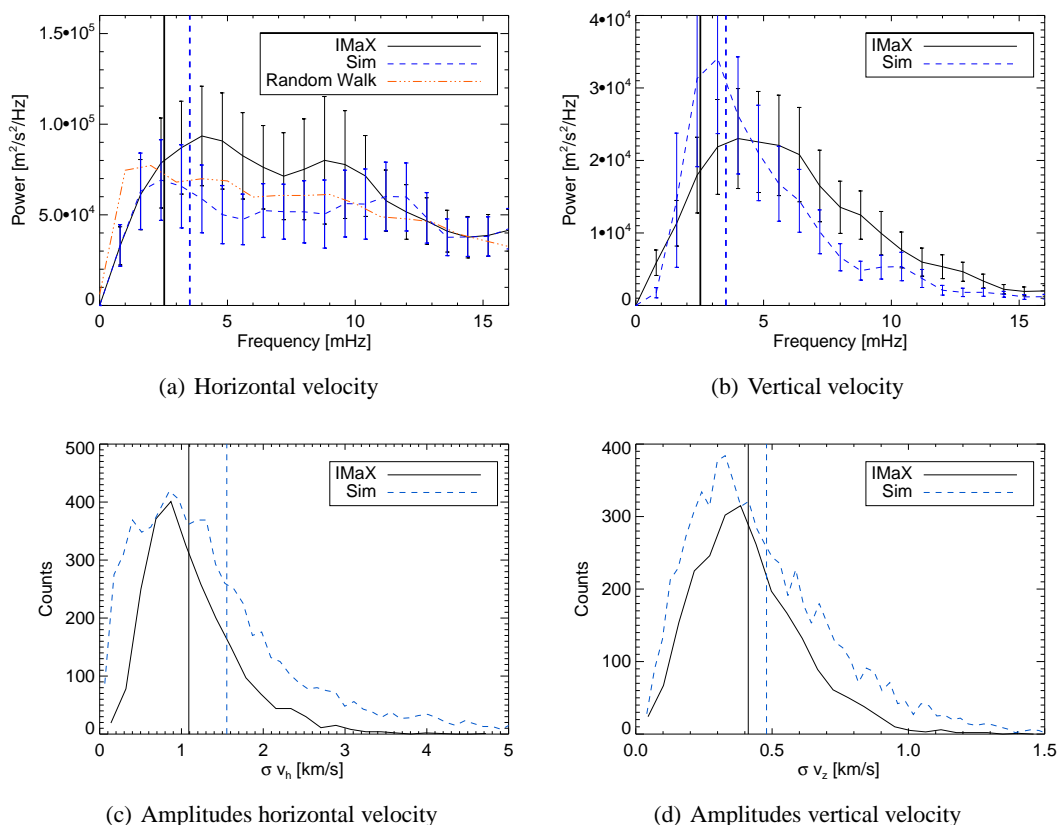 1.5•10⁵
1.0•10⁵
5.0•10⁴
0
Power [m²/s²/Hz]
0 5 10 15
Frequency [mHz]
IMaX
Sim
Random Walk
(a) Horizontal velocity
4•10⁴
3•10⁴
2•10⁴
1•10⁴
0
Power [m²/s²/Hz]
0 5 10 15
Frequency [mHz]
IMaX
Sim
(b) Vertical velocity
500
400
300
200
100
0
Counts
0 1 2 3 4 5
σ vₕ [km/s]
IMaX
Sim
(c) Amplitudes horizontal velocity
400
300
200
100
0
Counts
0.0 0.5 1.0 1.5
σ v_z [km/s]
IMaX
Sim
(d) Amplitudes vertical velocity